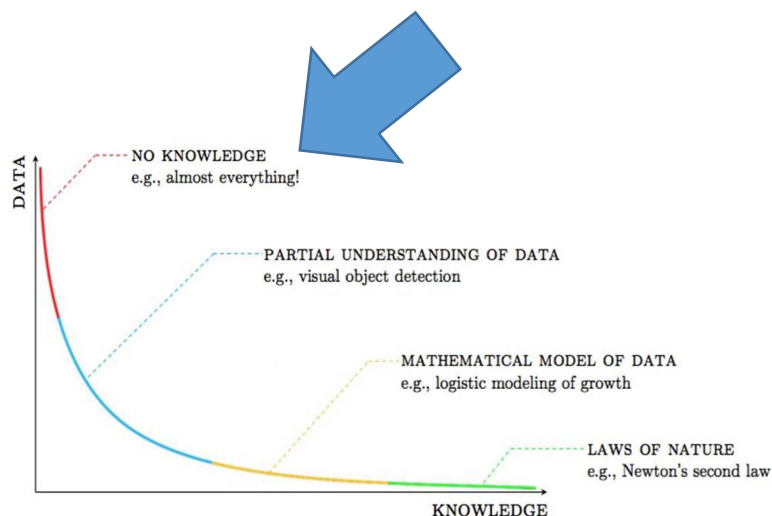 NO KNOWLEDGE
e.g., almost everything!
DATA
PARTIAL UNDERSTANDING OF DATA
e.g., visual object detection
MATHEMATICAL MODEL OF DATA
e.g., logistic modeling of growth
LAWS OF NATURE
e.g., Newton's second law
KNOWLEDGE